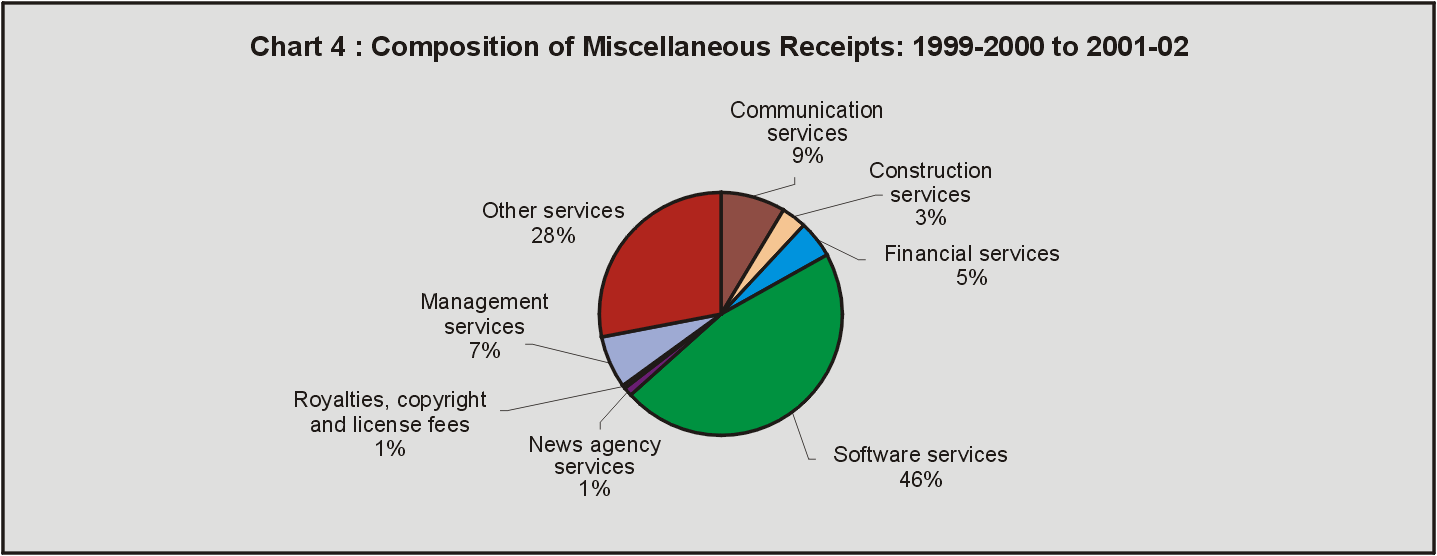 Chart 4 : Composition of Miscellaneous Receipts: 1999-2000 to 2001-02
Communication
services
9%
Construction
services
3%
Financial services
5%
Software services
46%
News agency
services
1%
Royalties, copyright
and license fees
1%
Management
services
7%
Other services
28%